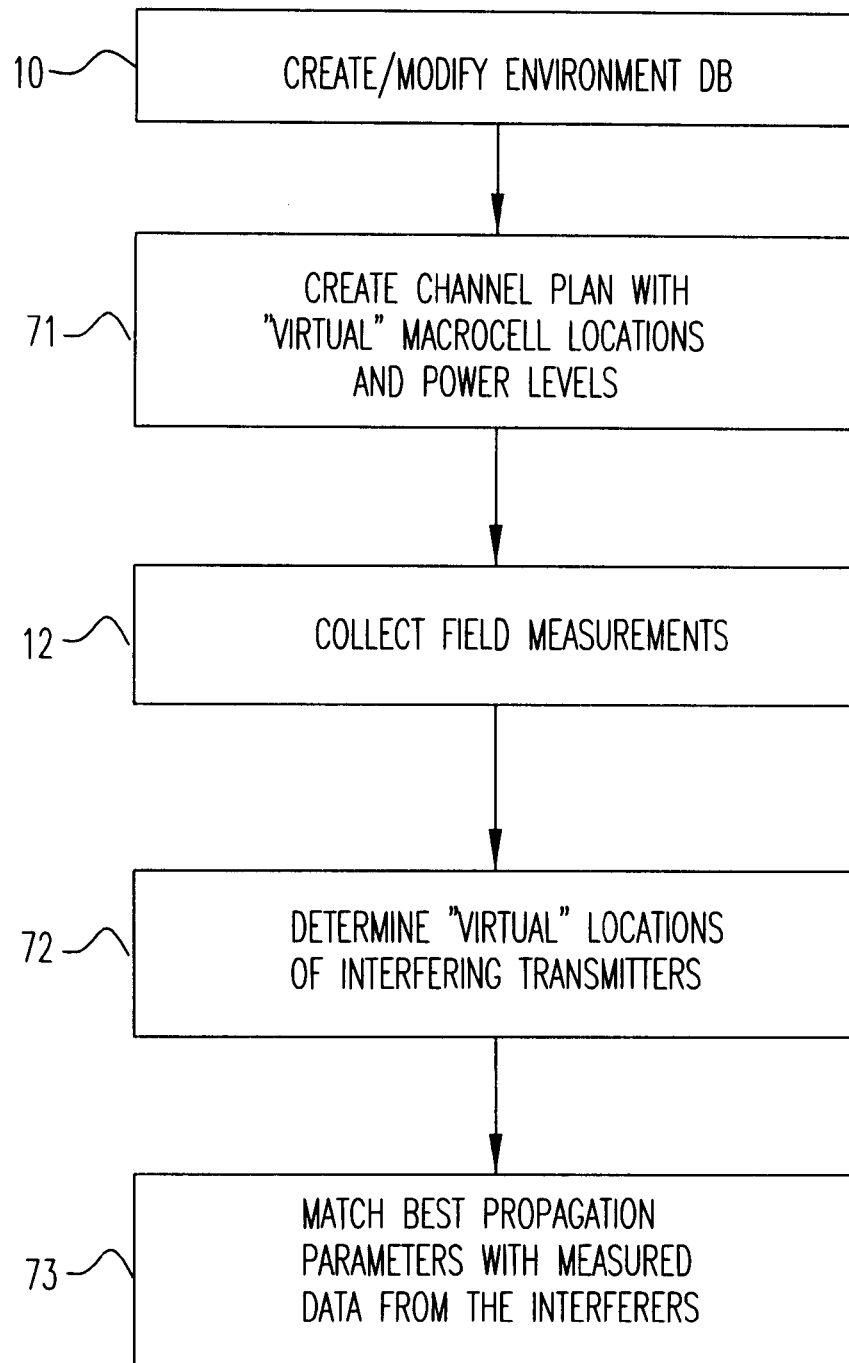 10
CREATE/MODIFY ENVIRONMENT DB
71
CREATE CHANNEL PLAN WITH
"VIRTUAL" MACROCELL LOCATIONS
AND POWER LEVELS
12
COLLECT FIELD MEASUREMENTS
72
DETERMINE "VIRTUAL" LOCATIONS
OF INTERFERING TRANSMITTERS
73
MATCH BEST PROPAGATION
PARAMETERS WITH MEASURED
DATA FROM THE INTERFERERS